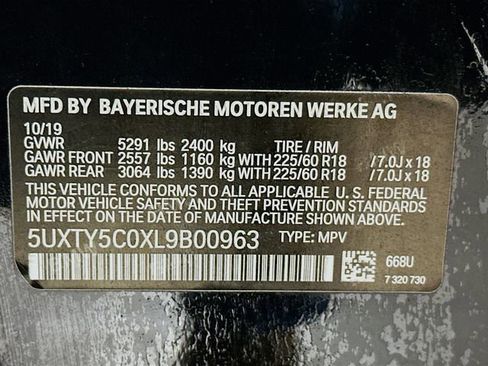 MFD BY BAYERISCHE MOTOREN WERKE AG
10/19
GVWR 5291 lbs 2400 kg TIRE / RIM
GAWR FRONT 2557 lbs 1160 kg WITH 225/60 R18 / 7.0J x 18
GAWR REAR 3064 lbs 1390 kg WITH 225/60 R18 / 7.0J x 18
THIS VEHICLE CONFORMS TO ALL APPLICABLE U. S. FEDERAL
MOTOR VEHICLE SAFETY AND THEFT PREVENTION STANDARDS
IN EFFECT ON THE DATE OF MANUFACTURE SHOWN ABOVE.
5UXTY5C0XL9B00963 TYPE: MPV
668U
7 320 730